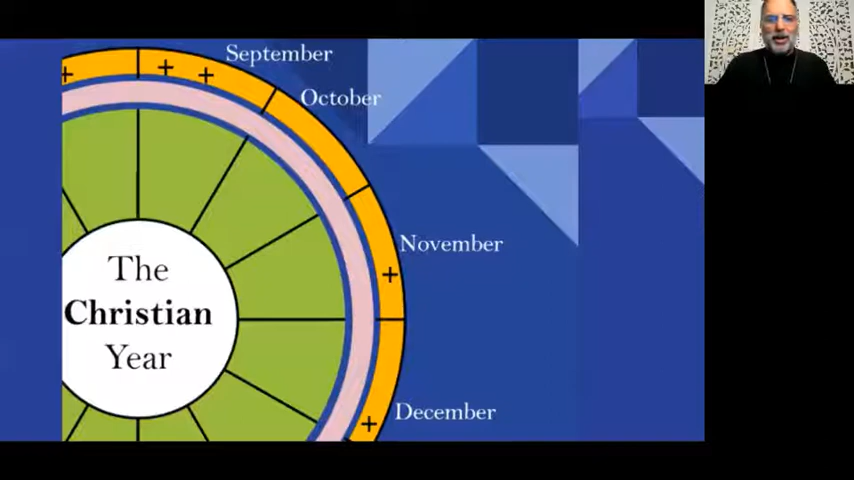 September
October
November
December
The
Christian
Year